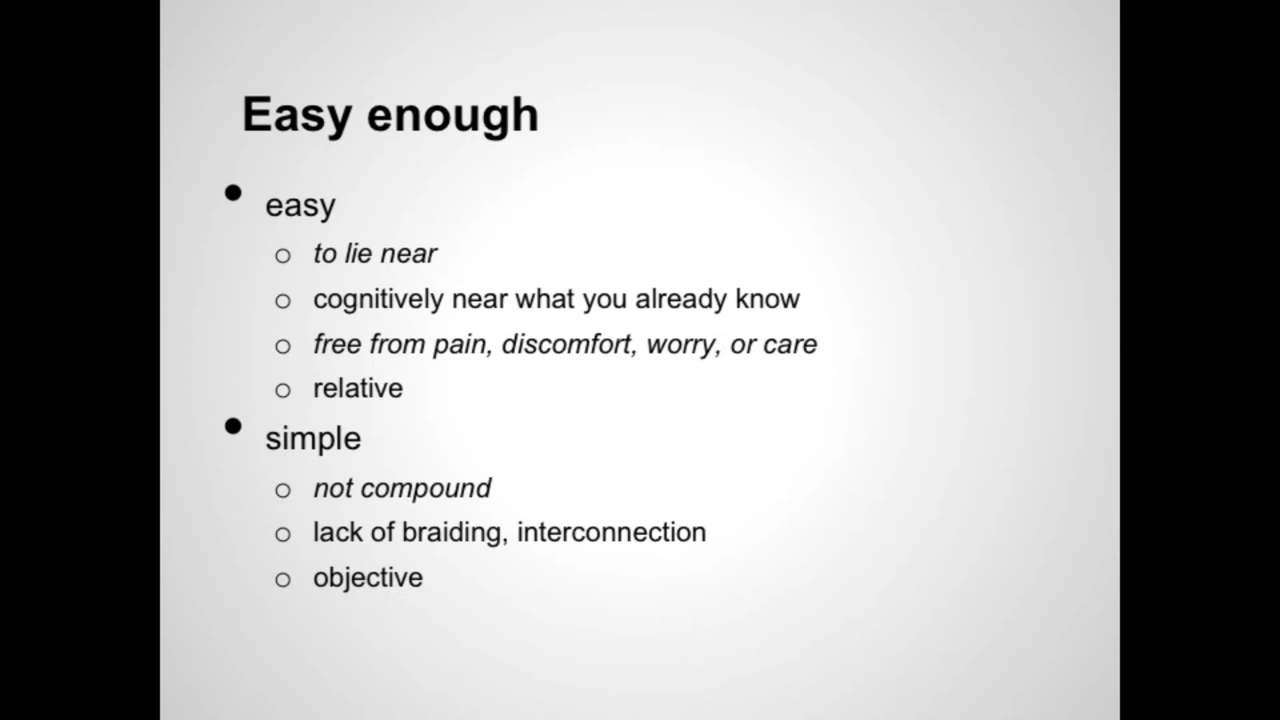 Easy enough
• easy
o to lie near
o cognitively near what you already know
o free from pain, discomfort, worry, or care
o relative
• simple
o not compound
o lack of braiding, interconnection
o objective